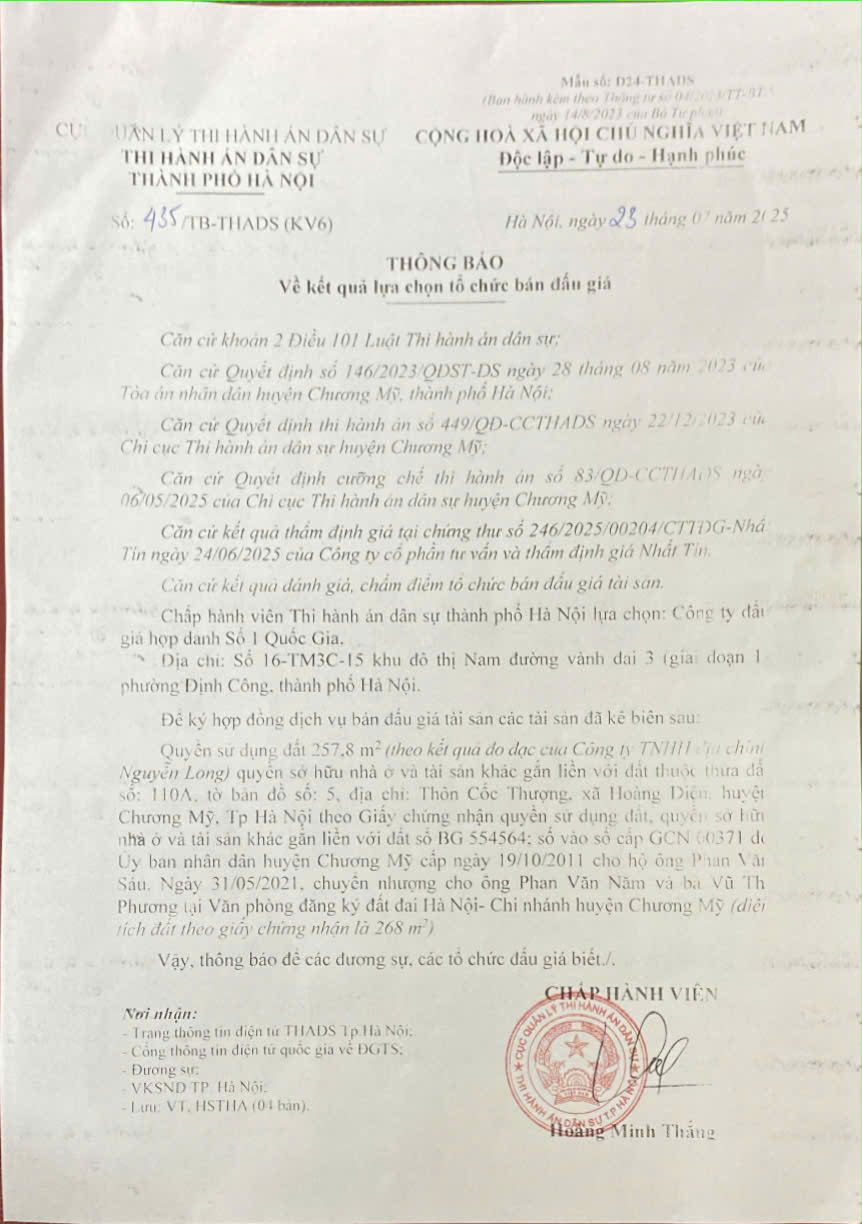 Mẫu số: D24-THADS
(Ban hành kèm theo Thông tư số 04/2023/TT-BT
ngày 14/8/2023 của Bộ Tư pháp)
CỤC QUẢN LÝ THI HÀNH ÁN DÂN SỰ
THI HÀNH ÁN DÂN SỰ
THÀNH PHỐ HÀ NỘI
CỘNG HOÀ XÃ HỘI CHỦ NGHĨA VIỆT NAM
Độc lập - Tự do - Hạnh phúc
Số: 435/TB-THADS (KV6)
Hà Nội, ngày 23 tháng 07 năm 2025
THÔNG BÁO
Về kết quả lựa chọn tổ chức bán đấu giá
Căn cứ khoản 2 Điều 101 Luật Thi hành án dân sự;
Căn cứ Quyết định số 146/2023/QĐST-DS ngày 28 tháng 08 năm 2023 của
Tòa án nhân dân huyện Chương Mỹ, thành phố Hà Nội;
Căn cứ Quyết định thi hành án số 449/QĐ-CCTHADS ngày 22/12/2023 của
Chi cục Thi hành án dân sự huyện Chương Mỹ;
Căn cứ Quyết định cưỡng chế thi hành án số 83/QĐ-CCTHADS ngày
06/05/2025 của Chi cục Thi hành án dân sự huyện Chương Mỹ;
Căn cứ kết quả thẩm định giá tại chứng thư số 246/2025/00204/CTTĐG-Nhấ
Tín ngày 24/06/2025 của Công ty cổ phần tư vấn và thẩm định giá Nhất Tín.
Căn cứ kết quả đánh giá, chấm điểm tổ chức bán đấu giá tài sản.
Chấp hành viên Thi hành án dân sự thành phố Hà Nội lựa chọn: Công ty đấu
giá hợp danh Số 1 Quốc Gia.
Địa chỉ: Số 16-TM3C-15 khu đô thị Nam đường vành đai 3 (giai đoạn 1
phường Định Công, thành phố Hà Nội.
Để ký hợp đồng dịch vụ bán đấu giá tài sản các tài sản đã kê biên sau:
Quyền sử dụng đất 257,8 m² (theo kết quả đo đạc của Công ty TNHH địa chính
Nguyễn Long) quyền sở hữu nhà ở và tài sản khác gắn liền với đất thuộc thửa đấ
số: 110A, tờ bản đồ số: 5, địa chỉ: Thôn Cốc Thượng, xã Hoàng Diệu, huyện
Chương Mỹ, Tp Hà Nội theo Giấy chứng nhận quyền sử dụng đất, quyền sở hữu
nhà ở và tài sản khác gắn liền với đất số BG 554564; số vào sổ cấp GCN 00371 do
Ủy ban nhân dân huyện Chương Mỹ cấp ngày 19/10/2011 cho hộ ông Phan Văn
Sáu. Ngày 31/05/2021, chuyển nhượng cho ông Phan Văn Năm và bà Vũ Th
Phương tại Văn phòng đăng ký đất đai Hà Nội- Chi nhánh huyện Chương Mỹ (diện
tích đất theo giấy chứng nhận là 268 m²)
Vậy, thông báo để các đương sự, các tổ chức đấu giá biết./.
Nơi nhận:
- Trang thông tin điện tử THADS Tp.Hà Nội;
- Cổng thông tin điện tử quốc gia về ĐGTS;
- Đương sự;
- VKSND TP. Hà Nội;
- Lưu: VT, HSTHA (04 bản).
CHẤP HÀNH VIÊN
CỤC QUẢN LÝ THI HÀNH ÁN DÂN SỰ
THI HÀNH ÁN DÂN SỰ T.P HÀ NỘI
Hoàng Minh Thắng